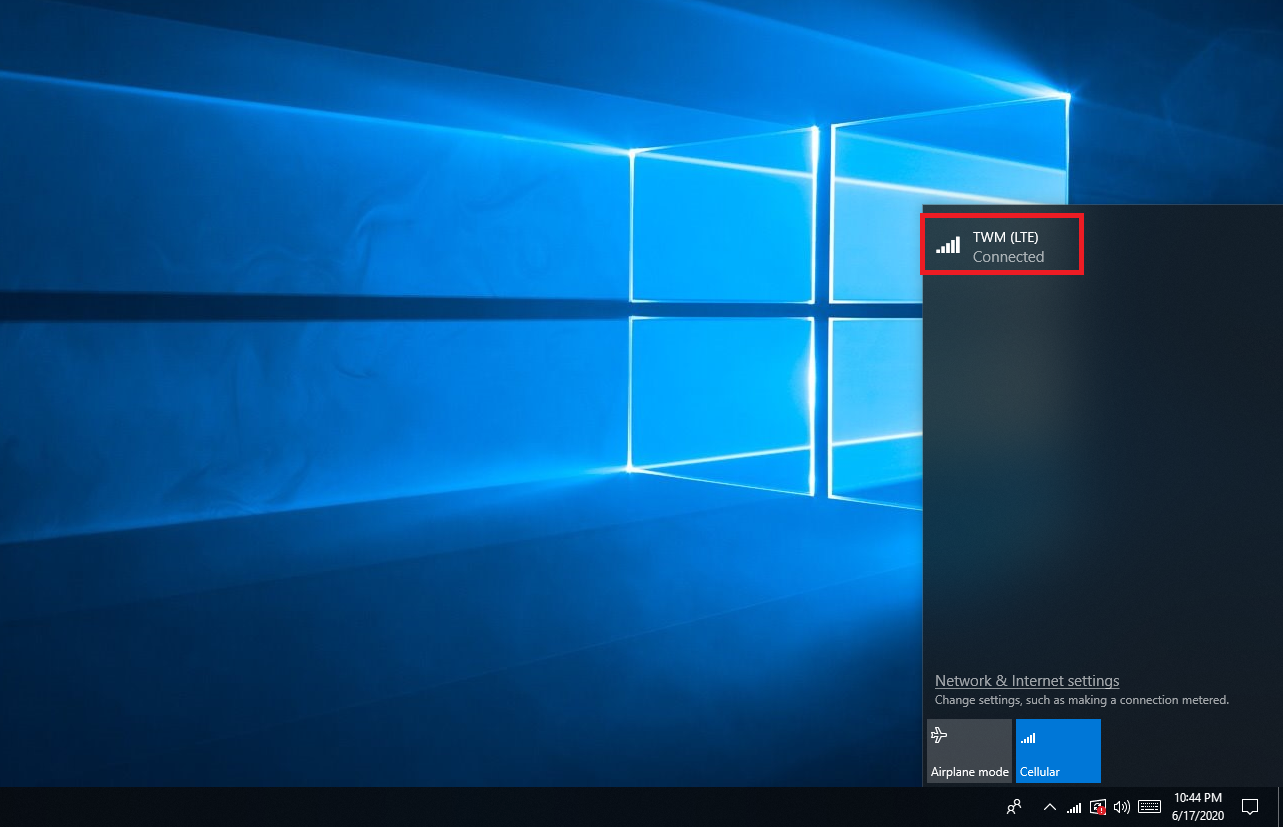 TWM (LTE)
Connected
Network & Internet settings
Change settings, such as making a connection metered.
Airplane mode
Cellular
10:44 PM
6/17/2020